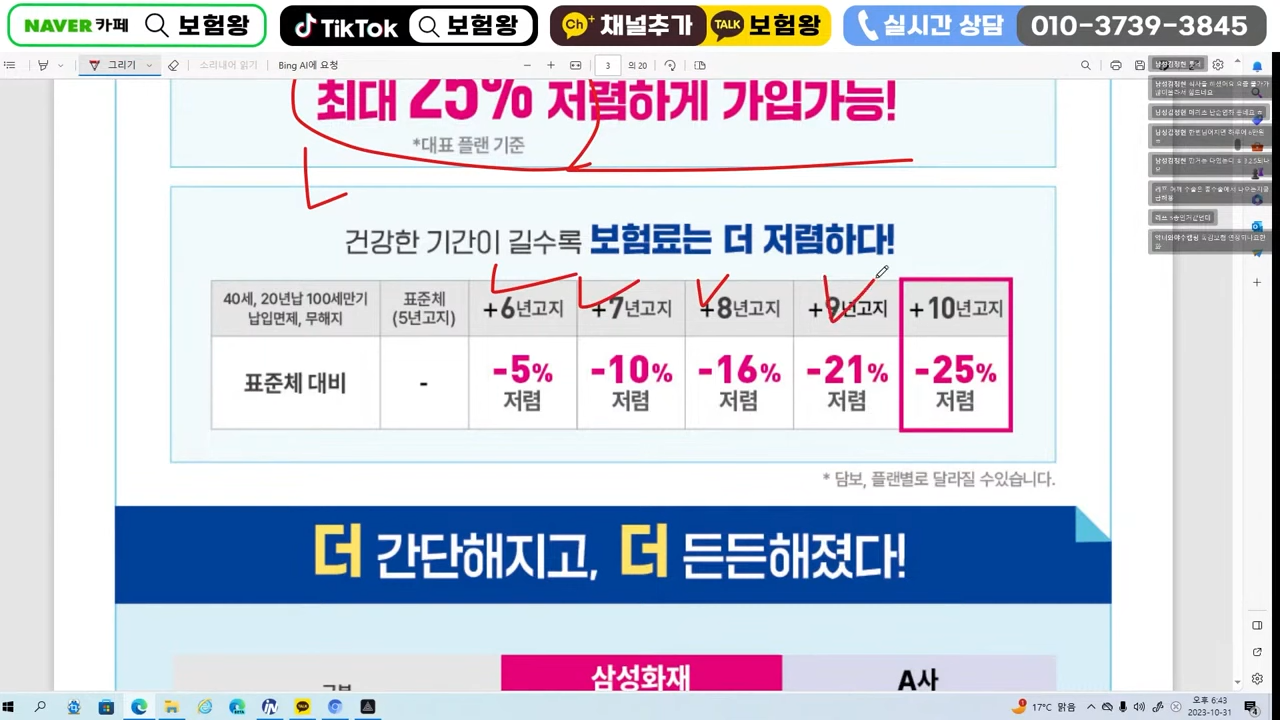 NAVER 카페 보험왕 TikTok 보험왕 Ch+ 채널추가 TALK 보험왕 실시간 상담 010-3739-3845
그리기 소리내어 읽기 Bing AI에 요청 3 의 20
최대 25% 저렴하게 가입가능!
*대표 플랜 기준
건강한 기간이 길수록 보험료는 더 저렴하다!
40세, 20년납 100세만기 납입면제, 무해지 표준체 (5년고지) +6년고지 +7년고지 +8년고지 +9년고지 +10년고지
표준체 대비 - -5% 저렴 -10% 저렴 -16% 저렴 -21% 저렴 -25% 저렴
* 담보, 플랜별로 달라질 수있습니다.
더 간단해지고, 더 든든해졌다!
삼성화재 A사
17°C 맑음 오후 6:43
2023-10-31